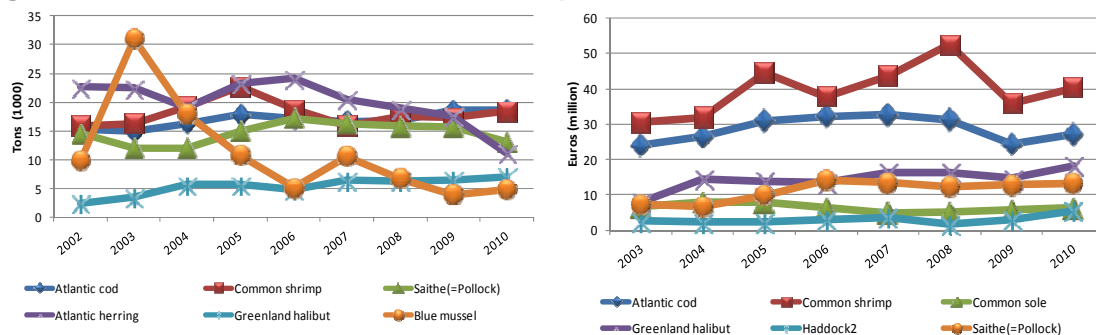 35
30
25
20
15
10
5
0
Tons (1000)
2002 2003 2004 2005 2006 2007 2008 2009 2010
Atlantic cod Common shrimp Saithe(=Pollock)
Atlantic herring Greenland halibut Blue mussel
60
50
40
30
20
10
0
Euros (million)
2003 2004 2005 2006 2007 2008 2009 2010
Atlantic cod Common shrimp Common sole
Greenland halibut Haddock2 Saithe(=Pollock)